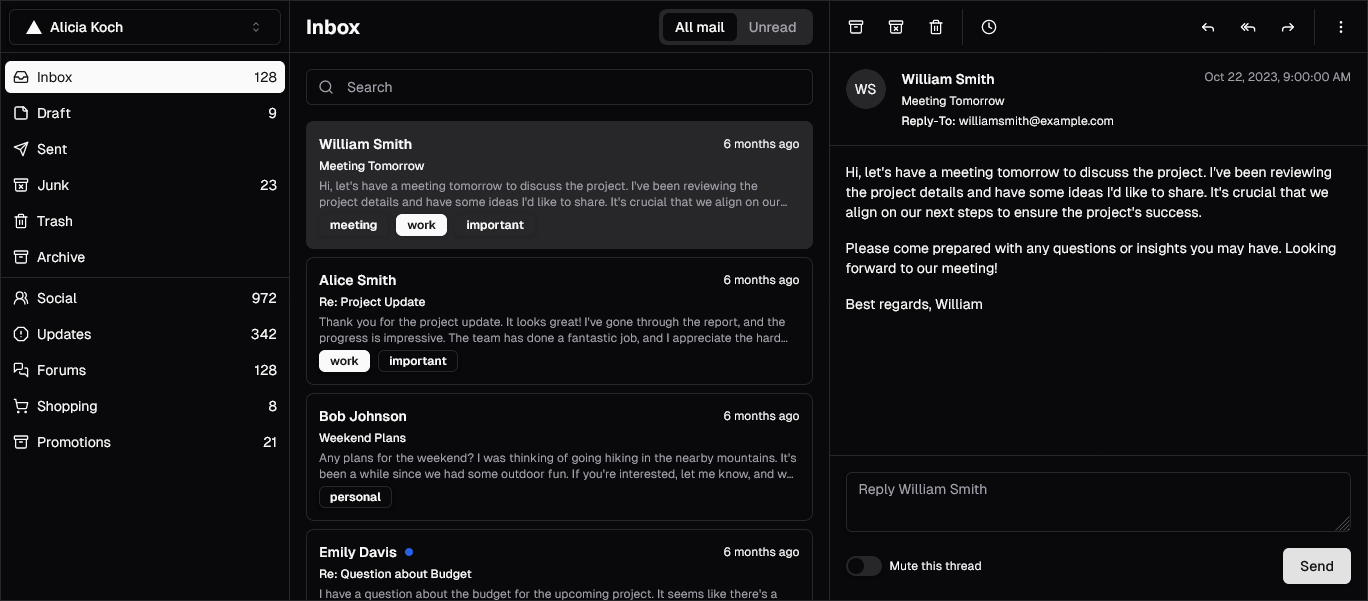 Alicia Koch
Inbox 128
Draft 9
Sent
Junk 23
Trash
Archive
Social 972
Updates 342
Forums 128
Shopping 8
Promotions 21
Inbox
All mail Unread
Search
William Smith 6 months ago
Meeting Tomorrow
Hi, let's have a meeting tomorrow to discuss the project. I've been reviewing the
project details and have some ideas I'd like to share. It's crucial that we align on our…
meeting work important
Alice Smith 6 months ago
Re: Project Update
Thank you for the project update. It looks great! I've gone through the report, and the
progress is impressive. The team has done a fantastic job, and I appreciate the hard…
work important
Bob Johnson 6 months ago
Weekend Plans
Any plans for the weekend? I was thinking of going hiking in the nearby mountains. It's
been a while since we had some outdoor fun. If you're interested, let me know, and w…
personal
Emily Davis 6 months ago
Re: Question about Budget
I have a question about the budget for the upcoming project. It seems like there's a
WS
William Smith Oct 22, 2023, 9:00:00 AM
Meeting Tomorrow
Reply-To: williamsmith@example.com
Hi, let's have a meeting tomorrow to discuss the project. I've been reviewing
the project details and have some ideas I'd like to share. It's crucial that we
align on our next steps to ensure the project's success.
Please come prepared with any questions or insights you may have. Looking
forward to our meeting!
Best regards, William
Reply William Smith
Mute this thread Send